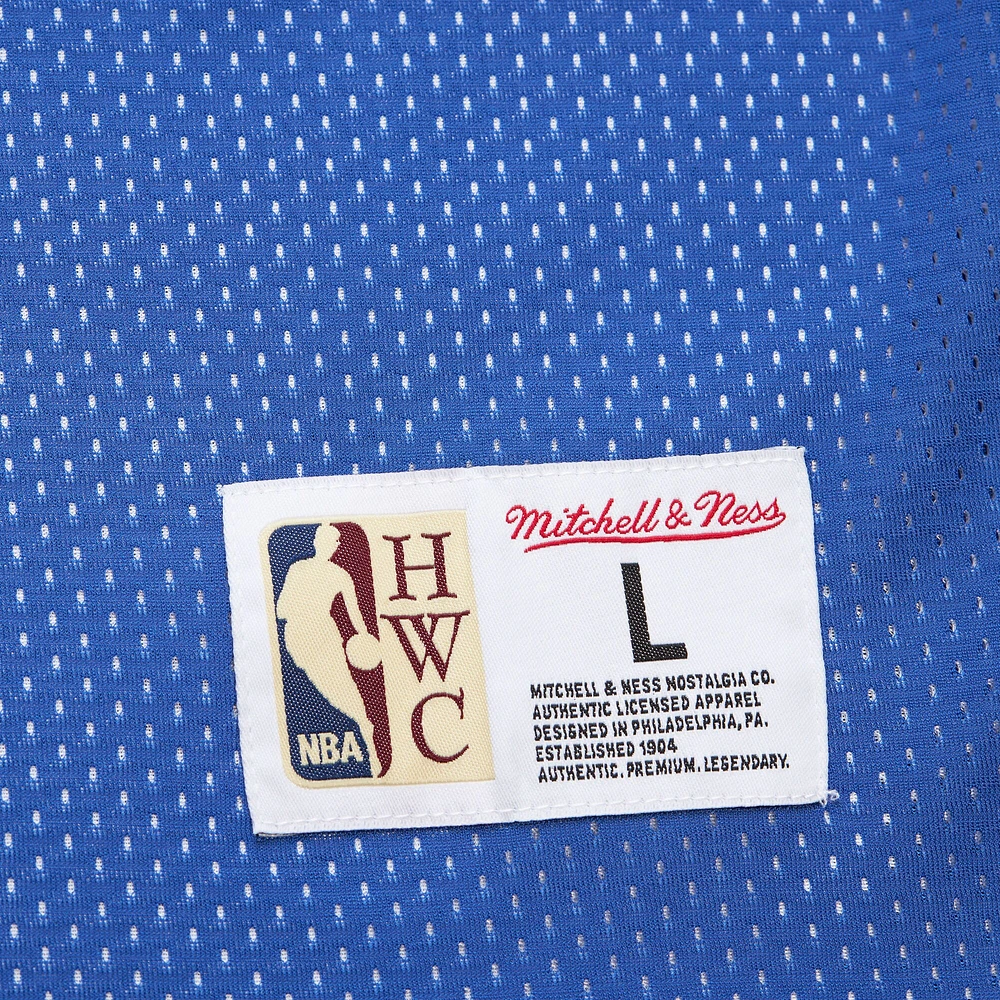 H
W
C
NBA
Mitchell & Ness
L
MITCHELL & NESS NOSTALGIA CO.
AUTHENTIC LICENSED APPAREL
DESIGNED IN PHILADELPHIA, PA.
ESTABLISHED 1904
AUTHENTIC. PREMIUM. LEGENDARY.